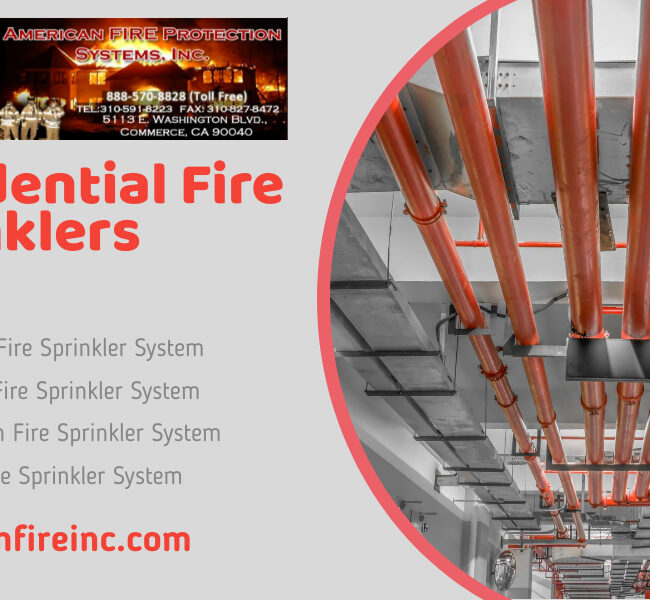 AMERICAN FIRE PROTECTION
SYSTEMS, INC.
888-570-8828 (Toll Free)
TEL:310-591-8223 FAX: 310-827-8472
5113 E. WASHINGTON BLVD.,
COMMERCE, CA 90040
dential Fire
nklers
Fire Sprinkler System
Fire Sprinkler System
n Fire Sprinkler System
e Sprinkler System
nfireinc.com